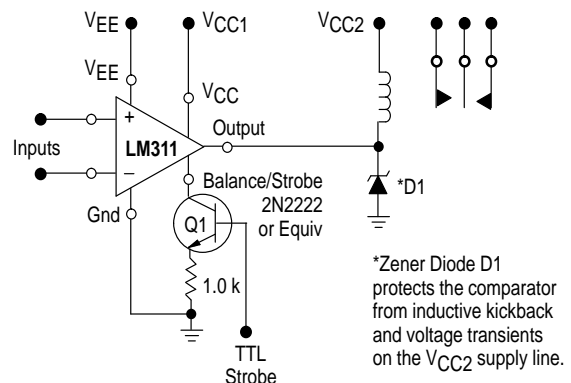 VEE
VCC1
VCC2
VEE
VCC
+
Output
Inputs
LM311
−
Balance/Strobe
Gnd
2N2222
or Equiv
Q1
*D1
1.0 k
*Zener Diode D1
protects the comparator
from inductive kickback
and voltage transients
on the VCC2 supply line.
TTL
Strobe